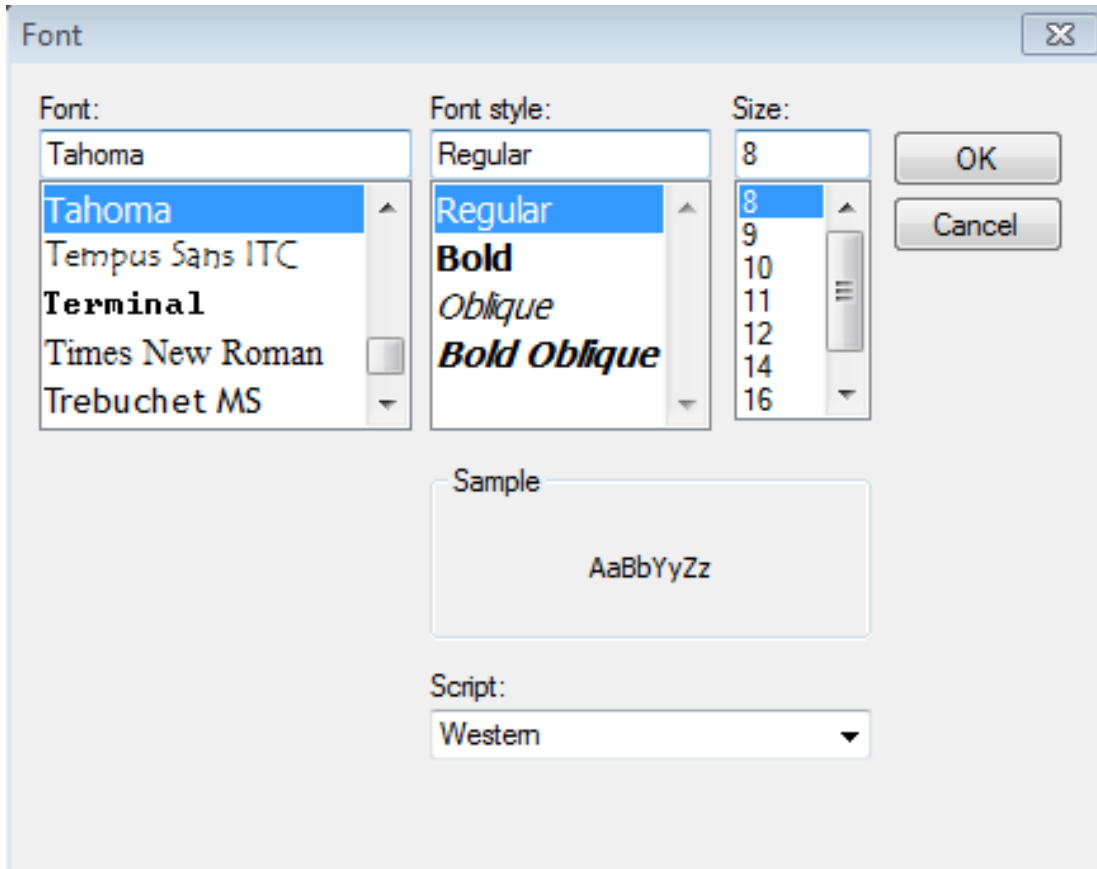 Font
Font: Font style: Size:
Tahoma Regular 8 OK
Tahoma Regular 8 Cancel
Tempus Sans ITC Bold 9
Terminal Oblique 10
Times New Roman Bold Oblique 11
Trebuchet MS 12
14
16
Sample
AaBbYyZz
Script:
Western